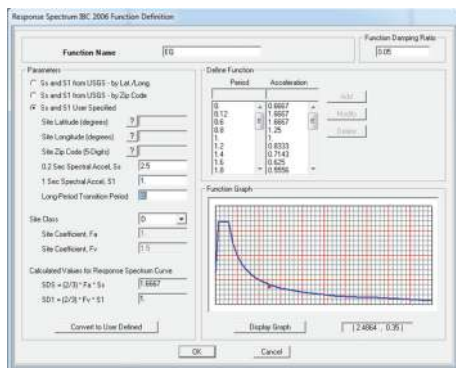 Response Spectrum IBC 2006 Function Definition
Function Damping Ratio
Function Name
EQ
0.05
Parameters
Ss and S1 from USGS - by Lat./Long.
Ss and S1 from USGS - by Zip Code
Ss and S1 User Specified
Site Latitude (degrees)
?
Site Longitude (degrees)
?
Site Zip Code (5-Digits)
?
0.2 Sec Spectral Accel, Ss
2.5
1 Sec Spectral Accel, S1
1.
Long-Period Transition Period
Site Class
D
Site Coefficient, Fa
1.
Site Coefficient, Fv
1.5
Calculated Values for Response Spectrum Curve
SDS = (2/3) * Fa * Ss
1.6667
SD1 = (2/3) * Fv * S1
1.
Convert to User Defined
Define Function
Period
Acceleration
0. 0.6667
0.12 1.6667
0.6 1.6667
0.8 1.25
1. 1.
1.2 0.8333
1.4 0.7143
1.6 0.625
1.8 0.5556
Add
Modify
Delete
Function Graph
Display Graph
(2.4864 , 0.35)
OK
Cancel